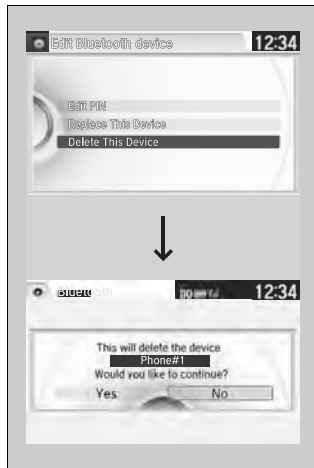 Edit Bluetooth device 12:34
Edit PIN
Replace This Device
Delete This Device
Bluetooth 12:34
This will delete the device
Phone#1
Would you like to continue?
Yes No